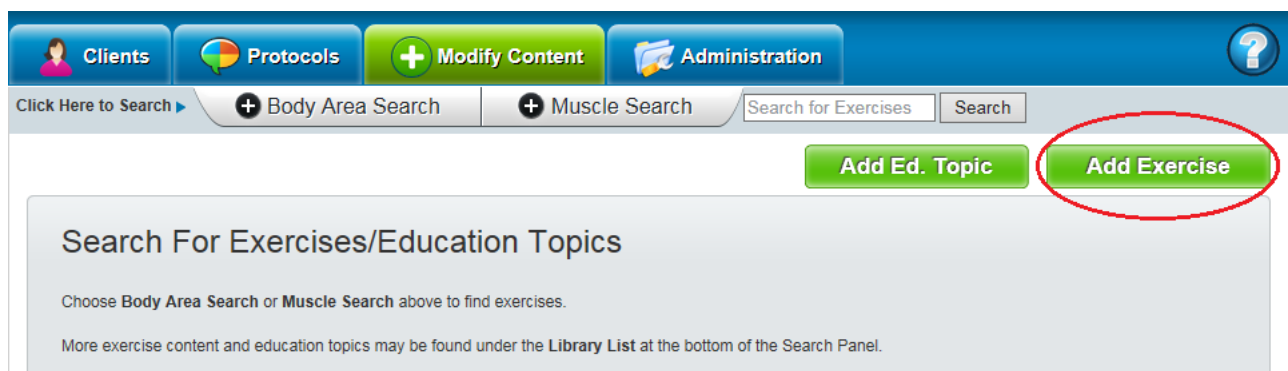 Clients Protocols Modify Content Administration
Click Here to Search Body Area Search Muscle Search Search for Exercises Search
Add Ed. Topic Add Exercise
Search For Exercises/Education Topics
Choose Body Area Search or Muscle Search above to find exercises.
More exercise content and education topics may be found under the Library List at the bottom of the Search Panel.